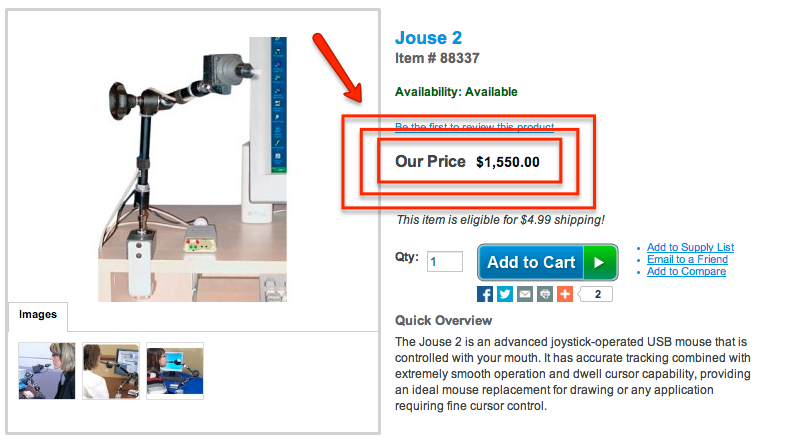 Jouse 2
Item # 88337
Availability: Available
Be the first to review this product
Our Price $1,550.00
This item is eligible for $4.99 shipping!
Qty: 1
Add to Cart
Add to Supply List
Email to a Friend
Add to Compare
2
Images
Quick Overview
The Jouse 2 is an advanced joystick-operated USB mouse that is
controlled with your mouth. It has accurate tracking combined with
extremely smooth operation and dwell cursor capability, providing
an ideal mouse replacement for drawing or any application
requiring fine cursor control.